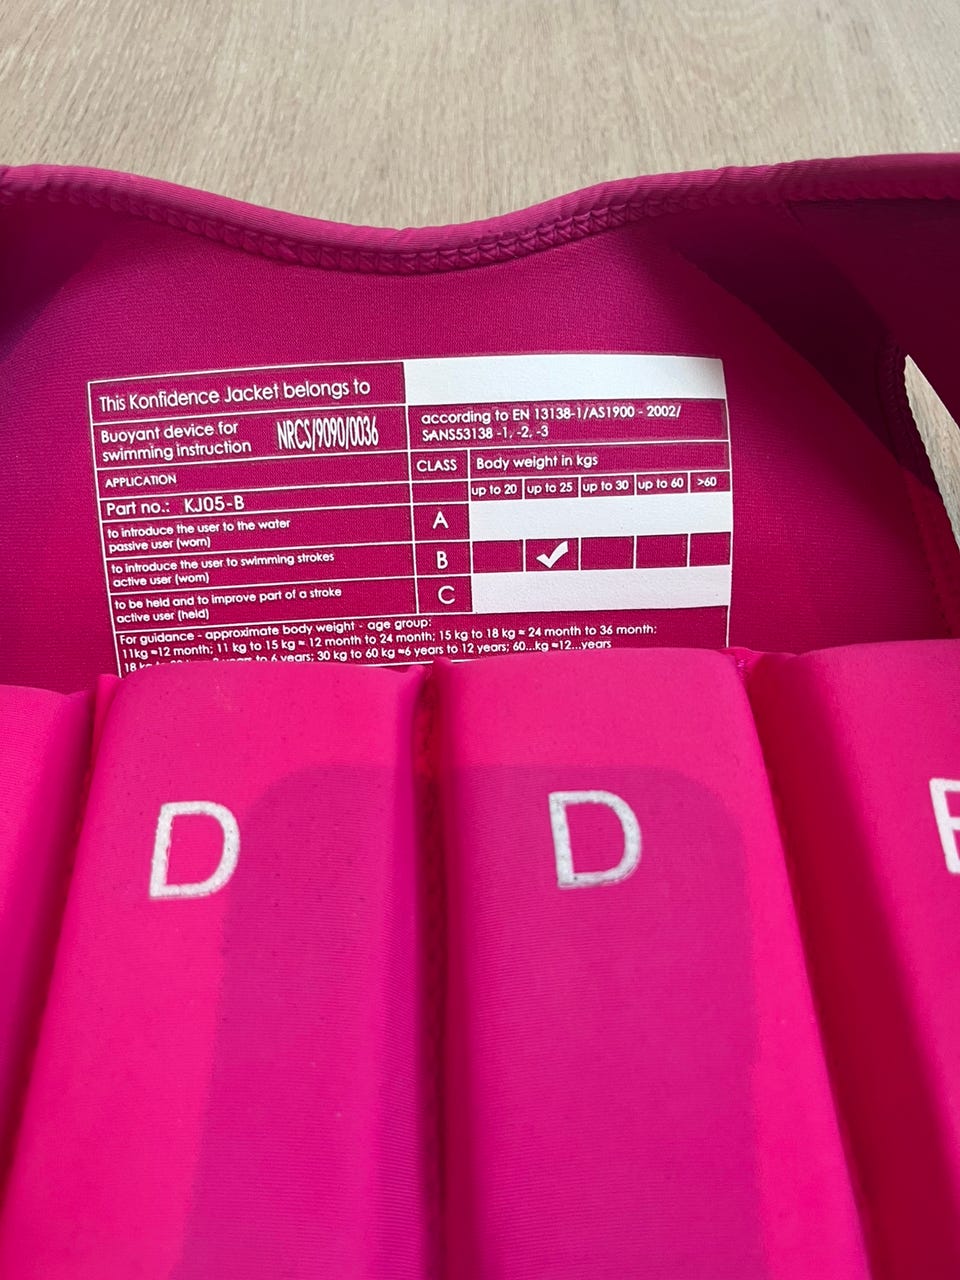 This Konfidence Jacket belongs to
Buoyant device for
swimming instruction
NRCS/9090/0036
according to EN 13138-1/AS1900 - 2002/
SANS53138 -1, -2, -3
APPLICATION
CLASS
Body weight in kgs
up to 20 up to 25 up to 30 up to 60 >60
Part no.: KJ05-B
to introduce the user to the water
passive user (worn)
A
to introduce the user to swimming strokes
active user (worn)
B ✓
to be held and to improve part of a stroke
active user (held)
C
For guidance - approximate body weight - age group:
11kg ≈12 month; 11 kg to 15 kg ≈ 12 month to 24 month; 15 kg to 18 kg ≈ 24 month to 36 month;
18 to 6 years; 30 kg to 60 kg ≈6 years to 12 years; 60...kg ≈12...years
D D